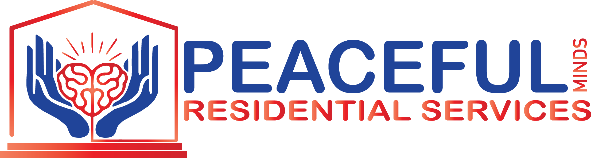 PEACEFUL
MINDS
RESIDENTIAL SERVICES